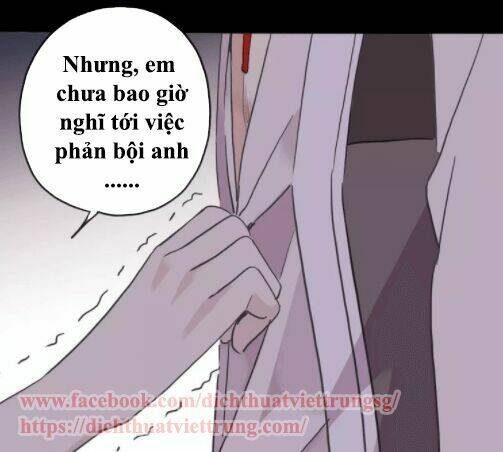 Nhưng, em
chưa bao giờ
nghĩ tới việc
phản bội anh
......
www.facebook.com/dichthuatviettrungsg/
https://dichthuatviettrung.com/